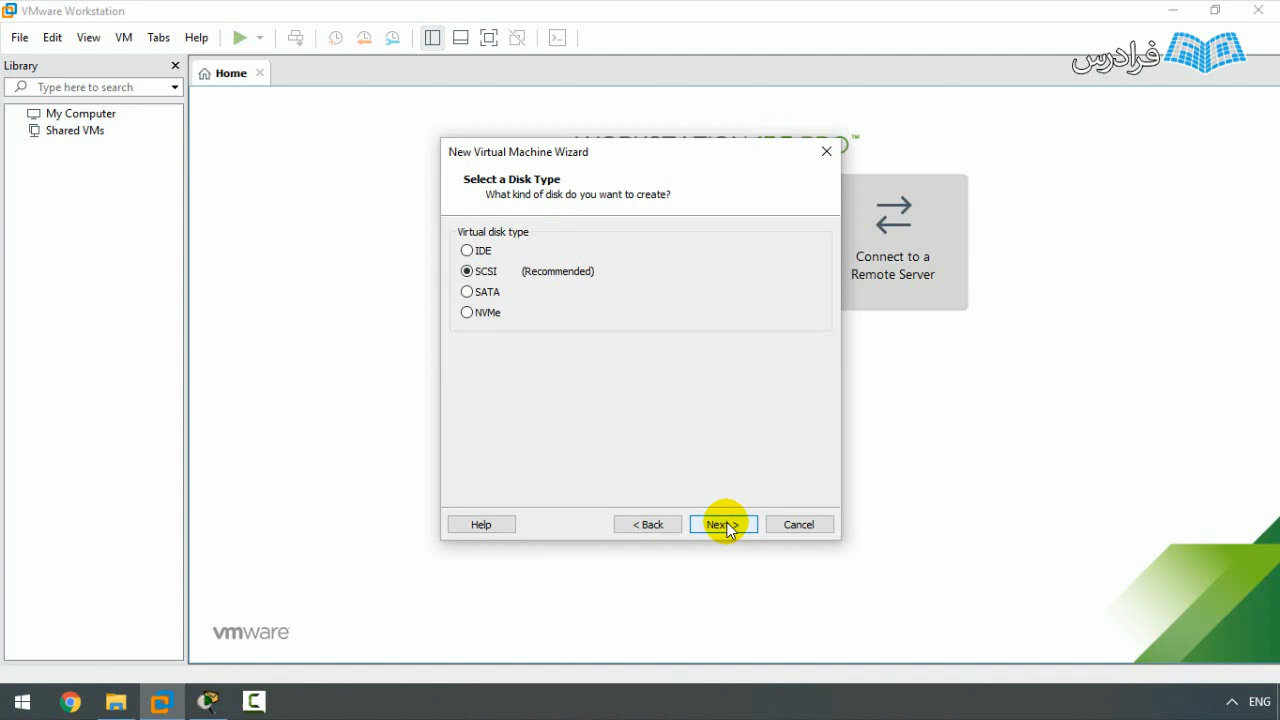 VMware Workstation
File Edit View VM Tabs Help
فرادرس
Library
Type here to search
My Computer
Shared VMs
Home
New Virtual Machine Wizard
Select a Disk Type
What kind of disk do you want to create?
Virtual disk type
IDE
SCSI (Recommended)
SATA
NVMe
Connect to a
Remote Server
Help < Back Next > Cancel
vmware
ENG